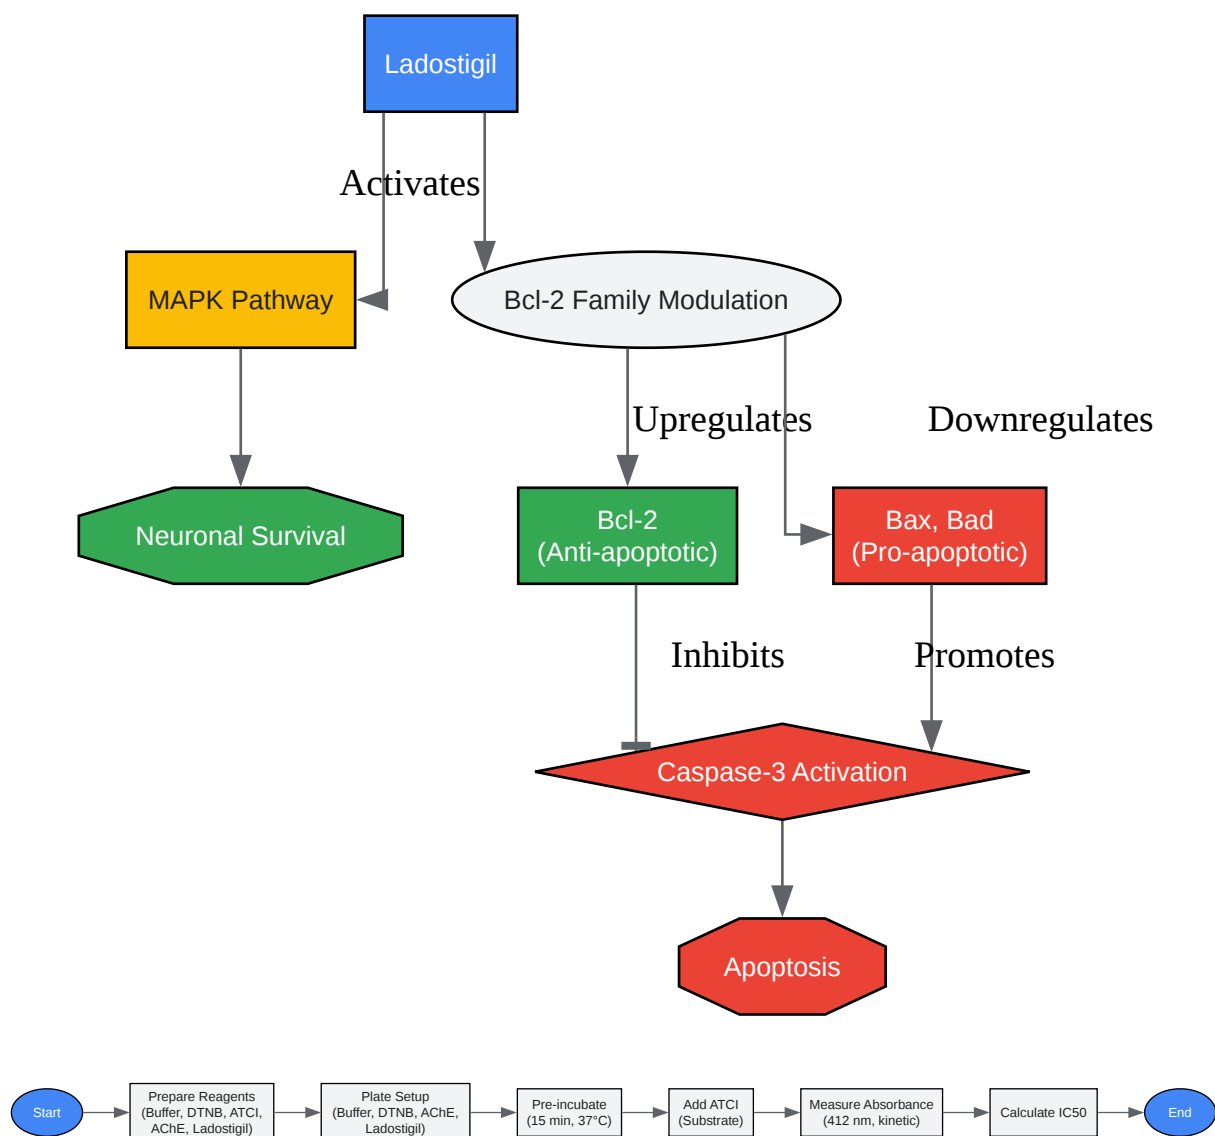 Ladostigil
Activates
MAPK Pathway
Bcl-2 Family Modulation
Upregulates
Downregulates
Neuronal Survival
Bcl-2
(Anti-apoptotic)
Bax, Bad
(Pro-apoptotic)
Inhibits
Promotes
Caspase-3 Activation
Apoptosis
Start
Prepare Reagents
(Buffer, DTNB, ATCI,
AChE, Ladostigil)
Plate Setup
(Buffer, DTNB, AChE,
Ladostigil)
Pre-incubate
(15 min, 37°C)
Add ATCI
(Substrate)
Measure Absorbance
(412 nm, kinetic)
Calculate IC50
End